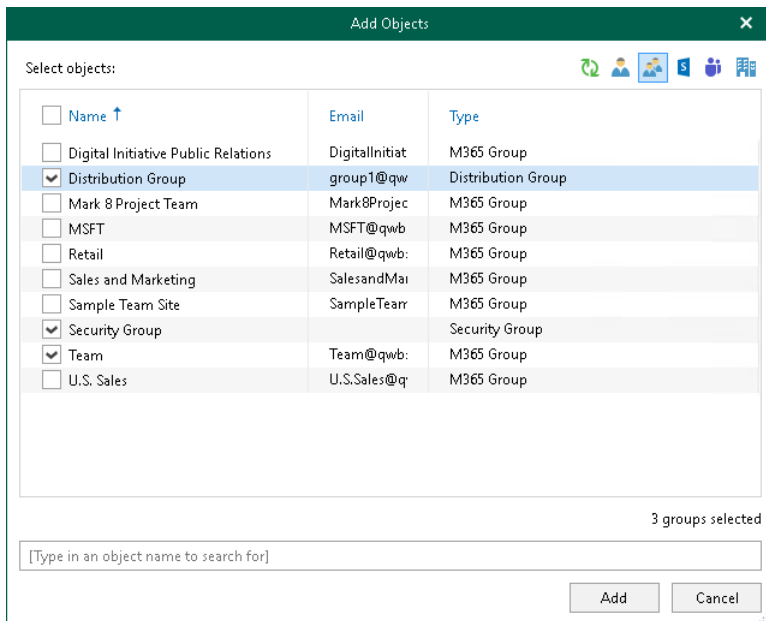 Add Objects
Select objects:
Name Email Type
Digital Initiative Public Relations DigitalInitiat M365 Group
Distribution Group group1@qw Distribution Group
Mark 8 Project Team Mark8Projec M365 Group
MSFT MSFT@qwb M365 Group
Retail Retail@qwb: M365 Group
Sales and Marketing SalesandMar M365 Group
Sample Team Site SampleTeam M365 Group
Security Group Security Group
Team Team@qwb: M365 Group
U.S. Sales U.S.Sales@q M365 Group
3 groups selected
[Type in an object name to search for]
Add Cancel